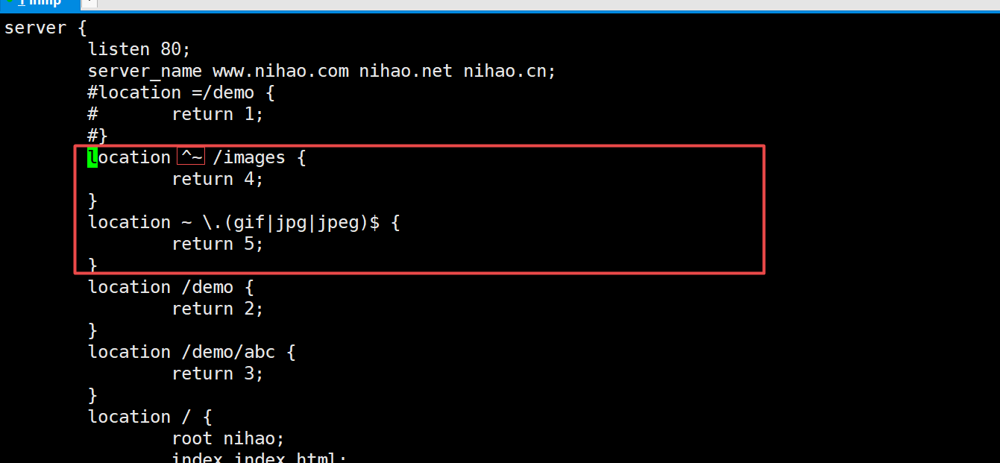 server {
listen 80;
server_name www.nihao.com nihao.net nihao.cn;
#location =/demo {
# return 1;
#}
location ^~ /images {
return 4;
}
location ~ \.(gif|jpg|jpeg)$ {
return 5;
}
location /demo {
return 2;
}
location /demo/abc {
return 3;
}
location / {
root nihao;
index index.html;